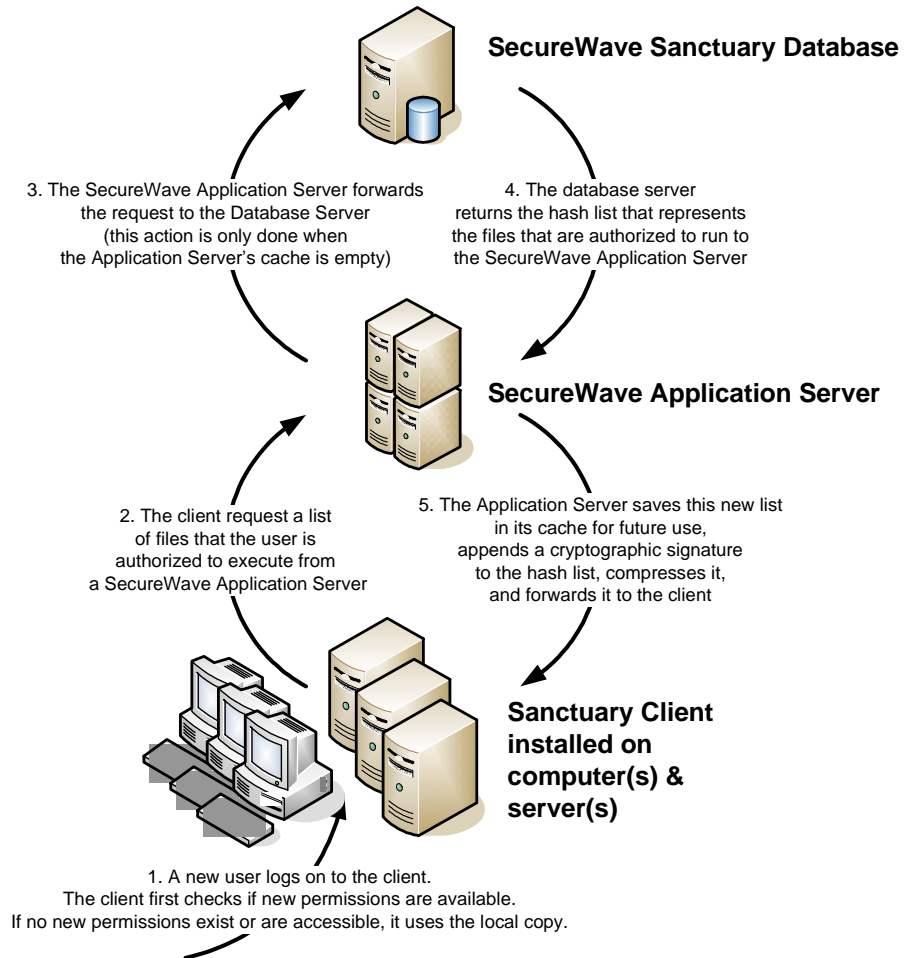 SecureWave Sanctuary Database
3. The SecureWave Application Server forwards
the request to the Database Server
(this action is only done when
the Application Server's cache is empty)
4. The database server
returns the hash list that represents
the files that are authorized to run to
the SecureWave Application Server
SecureWave Application Server
2. The client request a list
of files that the user is
authorized to execute from
a SecureWave Application Server
5. The Application Server saves this new list
in its cache for future use,
appends a cryptographic signature
to the hash list, compresses it,
and forwards it to the client
Sanctuary Client
installed on
computer(s) &
server(s)
1. A new user logs on to the client.
The client first checks if new permissions are available.
If no new permissions exist or are accessible, it uses the local copy.